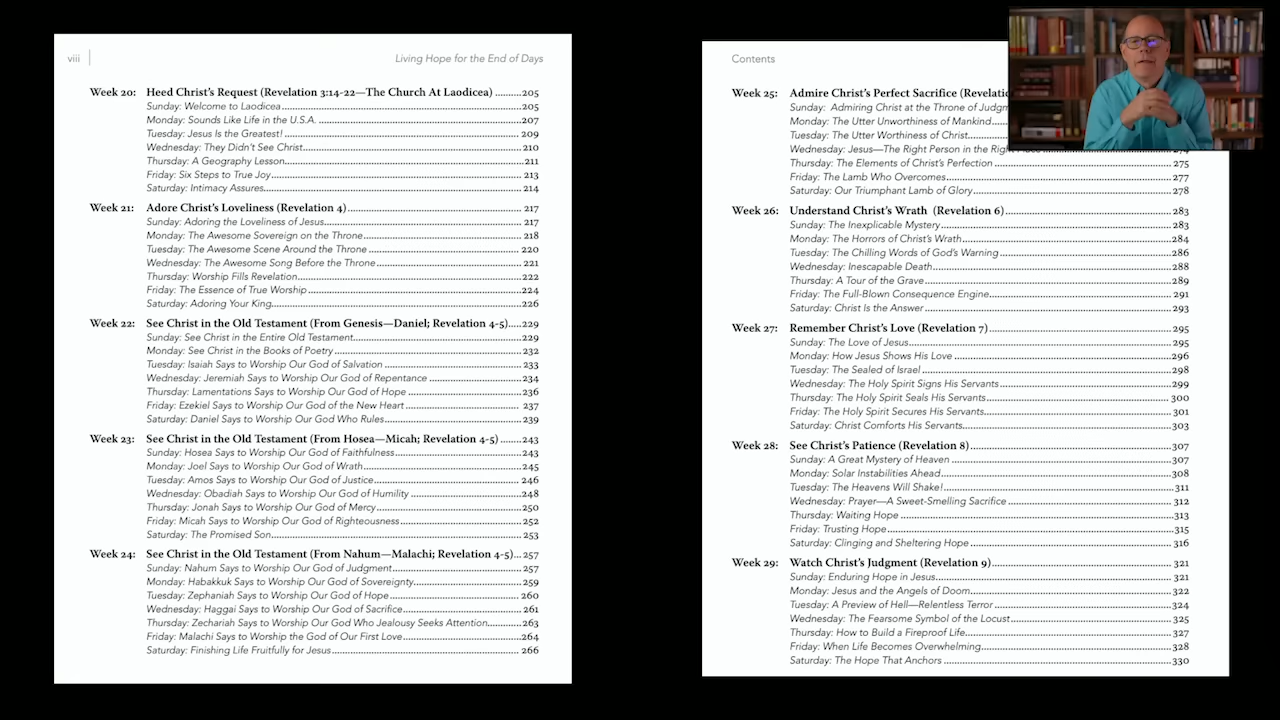 viii
Living Hope for the End of Days
Week 20: Heed Christ's Request (Revelation 3:14-22—The Church At Laodicea) ..........205
Sunday: Welcome to Laodicea..........205
Monday: Sounds Like Life in the U.S.A. ..........207
Tuesday: Jesus Is the Greatest! .......... 209
Wednesday: They Didn't See Christ.......... 210
Thursday: A Geography Lesson.......... 211
Friday: Six Steps to True Joy.......... 213
Saturday: Intimacy Assures.......... 214
Week 21: Adore Christ's Loveliness (Revelation 4).......... 217
Sunday: Adoring the Loveliness of Jesus.......... 217
Monday: The Awesome Sovereign on the Throne.......... 218
Tuesday: The Awesome Scene Around the Throne .......... 220
Wednesday: The Awesome Song Before the Throne.......... 221
Thursday: Worship Fills Revelation..........222
Friday: The Essence of True Worship .......... 224
Saturday: Adoring Your King..........226
Week 22: See Christ in the Old Testament (From Genesis—Daniel; Revelation 4-5).....229
Sunday: See Christ in the Entire Old Testament..........229
Monday: See Christ in the Books of Poetry .......... 232
Tuesday: Isaiah Says to Worship Our God of Salvation .......... 233
Wednesday: Jeremiah Says to Worship Our God of Repentance .......... 234
Thursday: Lamentations Says to Worship Our God of Hope .......... 236
Friday: Ezekiel Says to Worship Our God of the New Heart .......... 237
Saturday: Daniel Says to Worship Our God Who Rules..........239
Week 23: See Christ in the Old Testament (From Hosea—Micah; Revelation 4-5) .......243
Sunday: Hosea Says to Worship Our God of Faithfulness..........243
Monday: Joel Says to Worship Our God of Wrath..........245
Tuesday: Amos Says to Worship Our God of Justice.......... 246
Wednesday: Obadiah Says to Worship Our God of Humility ..........248
Thursday: Jonah Says to Worship Our God of Mercy.......... 250
Friday: Micah Says to Worship Our God of Righteousness.......... 252
Saturday: The Promised Son.......... 253
Week 24: See Christ in the Old Testament (From Nahum—Malachi; Revelation 4-5)... 257
Sunday: Nahum Says to Worship Our God of Judgment..........257
Monday: Habakkuk Says to Worship Our God of Sovereignty..........259
Tuesday: Zephaniah Says to Worship Our God of Hope .......... 260
Wednesday: Haggai Says to Worship Our God of Sacrifice.......... 261
Thursday: Zechariah Says to Worship Our God Who Jealousy Seeks Attention..........263
Friday: Malachi Says to Worship the God of Our First Love..........264
Saturday: Finishing Life Fruitfully for Jesus.......... 266
Contents
Week 25: Admire Christ's Perfect Sacrifice
Sunday: Admiring Christ at the Throne of
Monday: The Utter Unworthiness of Mankind..........
Tuesday: The Utter Worthiness of Christ..........
Wednesday: Jesus—The Right Person in the
Thursday: The Elements of Christ's Perfection .......... 275
Friday: The Lamb Who Overcomes.......... 277
Saturday: Our Triumphant Lamb of Glory.......... 278
Week 26: Understand Christ's Wrath (Revelation 6)..........283
Sunday: The Inexplicable Mystery..........283
Monday: The Horrors of Christ's Wrath..........284
Tuesday: The Chilling Words of God's Warning .......... 286
Wednesday: Inescapable Death.......... 288
Thursday: A Tour of the Grave.......... 289
Friday: The Full-Blown Consequence Engine.......... 291
Saturday: Christ Is the Answer ..........293
Week 27: Remember Christ's Love (Revelation 7)..........295
Sunday: The Love of Jesus..........295
Monday: How Jesus Shows His Love ..........296
Tuesday: The Sealed of Israel .......... 298
Wednesday: The Holy Spirit Signs His Servants..........299
Thursday: The Holy Spirit Seals His Servants.......... 300
Friday: The Holy Spirit Secures His Servants.......... 301
Saturday: Christ Comforts His Servants..........303
Week 28: See Christ's Patience (Revelation 8)..........307
Sunday: A Great Mystery of Heaven ..........307
Monday: Solar Instabilities Ahead.......... 308
Tuesday: The Heavens Will Shake!..........311
Wednesday: Prayer—A Sweet-Smelling Sacrifice .......... 312
Thursday: Waiting Hope ..........313
Friday: Trusting Hope..........315
Saturday: Clinging and Sheltering Hope .......... 316
Week 29: Watch Christ's Judgment (Revelation 9).......... 321
Sunday: Enduring Hope in Jesus..........321
Monday: Jesus and the Angels of Doom.......... 322
Tuesday: A Preview of Hell—Relentless Terror .......... 324
Wednesday: The Fearsome Symbol of the Locust.......... 325
Thursday: How to Build a Fireproof Life..........327
Friday: When Life Becomes Overwhelming.......... 328
Saturday: The Hope That Anchors .......... 330